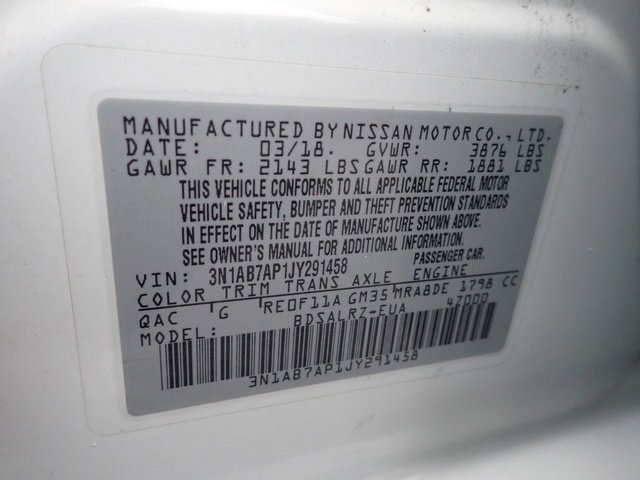 MANUFACTURED BY NISSAN MOTOR CO., LTD.
DATE: 03/18. GVWR: 3876 LBS
GAWR FR: 2143 LBS GAWR RR: 1881 LBS
THIS VEHICLE CONFORMS TO ALL APPLICABLE FEDERAL MOTOR
VEHICLE SAFETY, BUMPER AND THEFT PREVENTION STANDARDS
IN EFFECT ON THE DATE OF MANUFACTURE SHOWN ABOVE.
SEE OWNER'S MANUAL FOR ADDITIONAL INFORMATION.
VIN: 3N1AB7AP1JY291458 PASSENGER CAR.
COLOR TRIM TRANS AXLE ENGINE
QAC G RE0F11A GM35 MRA8DE 1798 CC
MODEL: BDSALRZ-EUA 47000
3N1AB7AP1JY291458